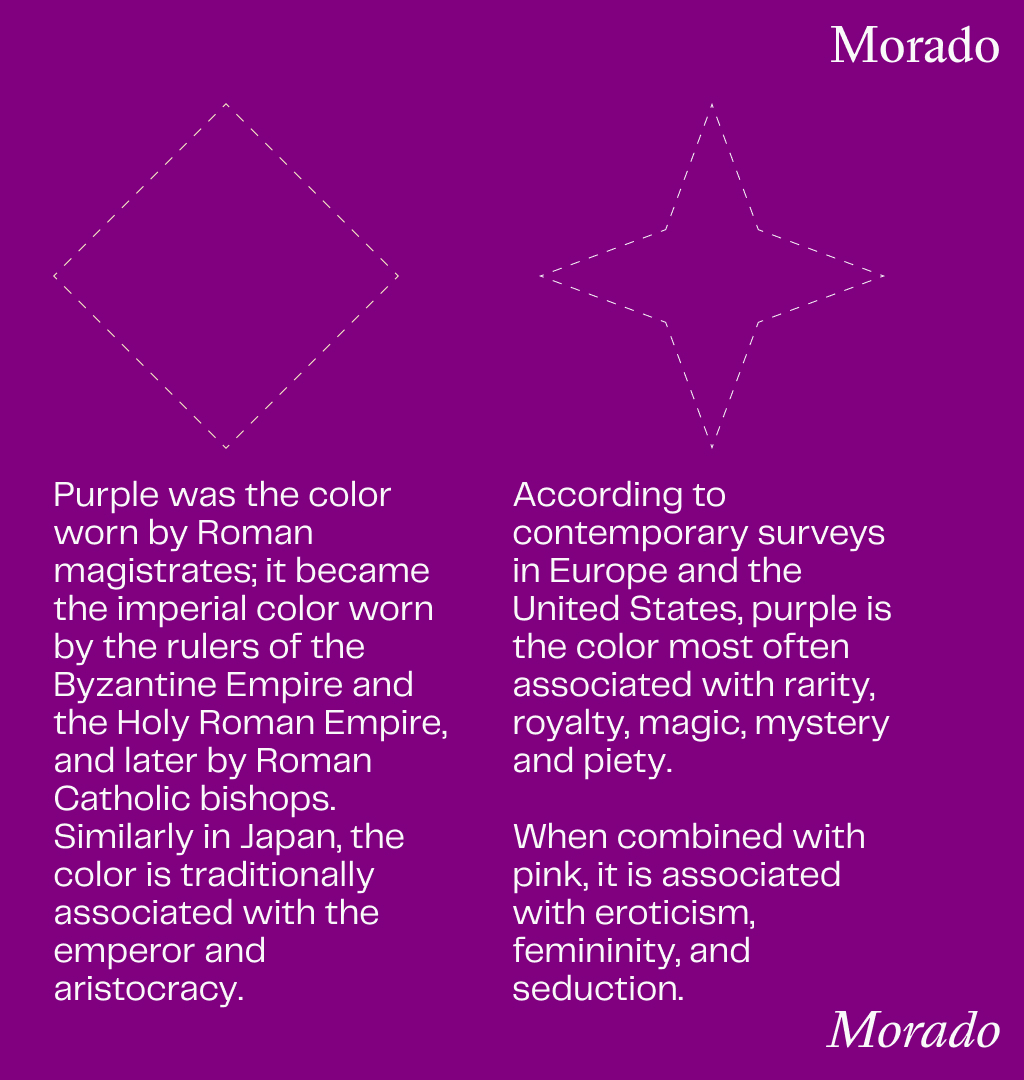 Morado
Purple was the color
worn by Roman
magistrates; it became
the imperial color worn
by the rulers of the
Byzantine Empire and
the Holy Roman Empire,
and later by Roman
Catholic bishops.
Similarly in Japan, the
color is traditionally
associated with the
emperor and
aristocracy.
According to
contemporary surveys
in Europe and the
United States, purple is
the color most often
associated with rarity,
royalty, magic, mystery
and piety.
When combined with
pink, it is associated
with eroticism,
femininity, and
seduction.
Morado